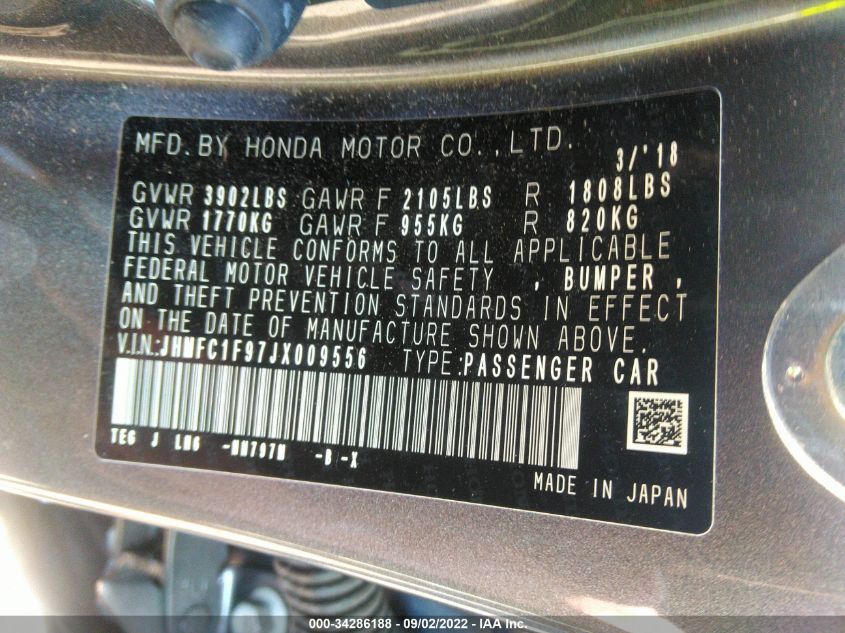 MFD. BY HONDA MOTOR CO., LTD.
3/'18
GVWR 3902LBS GAWR F 2105LBS R 1808LBS
GVWR 1770KG GAWR F 955KG R 820KG
THIS VEHICLE CONFORMS TO ALL APPLICABLE
FEDERAL MOTOR VEHICLE SAFETY , BUMPER ,
AND THEFT PREVENTION STANDARDS IN EFFECT
ON THE DATE OF MANUFACTURE SHOWN ABOVE.
V.I.N.:JHMFC1F97JX009556 TYPE:PASSENGER CAR
TEG J -NH797M -B -X
MADE IN JAPAN
000-34286188 - 09/02/2022 - IAA Inc.